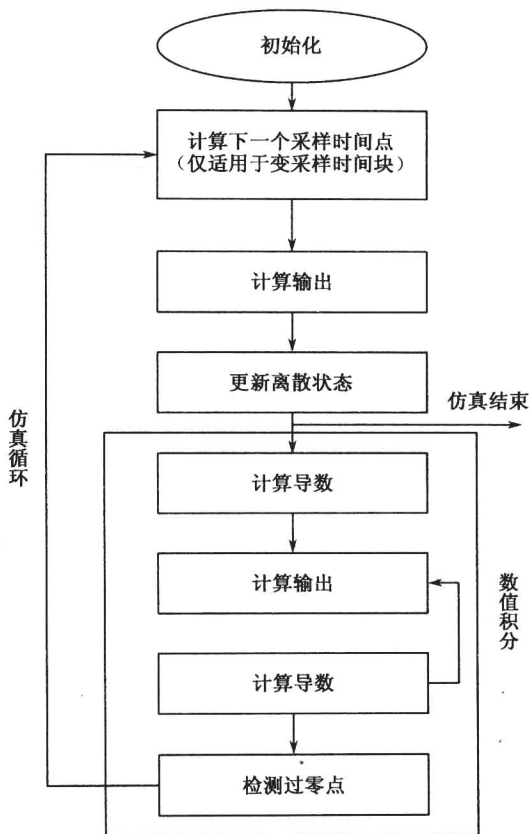 初始化
计算下一个采样时间点
（仅适用于变采样时间块）
计算输出
更新离散状态
仿真结束
仿真循环
计算导数
计算输出
数值积分
计算导数
检测过零点